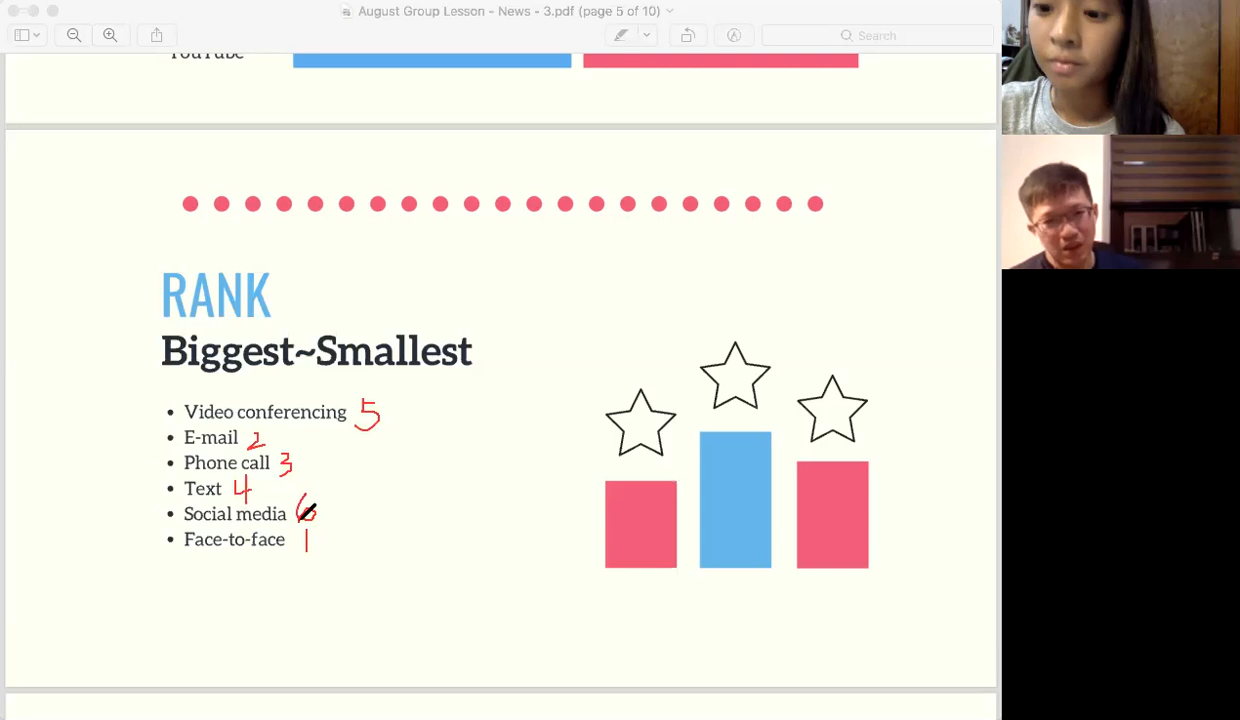 August Group Lesson - News - 3.pdf (page 5 of 10)
Search
YouTube
RANK
Biggest~Smallest
• Video conferencing 5
• E-mail 2
• Phone call 3
• Text 4
• Social media 6
• Face-to-face 1